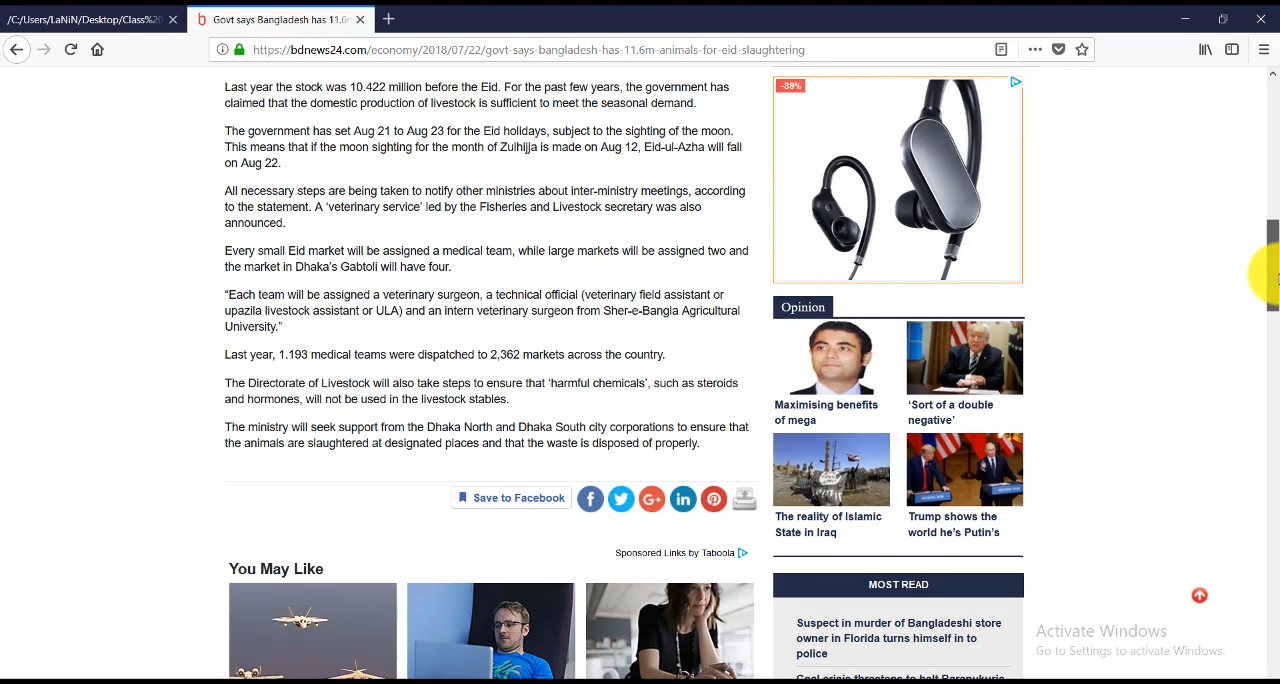 /C:/Users/LaNiN/Desktop/Class%20
Govt says Bangladesh has 11.6m
https://bdnews24.com/economy/2018/07/22/govt-says-bangladesh-has-11.6m-animals-for-eid-slaughtering
Last year the stock was 10.422 million before the Eid. For the past few years, the government has
claimed that the domestic production of livestock is sufficient to meet the seasonal demand.
The government has set Aug 21 to Aug 23 for the Eid holidays, subject to the sighting of the moon.
This means that if the moon sighting for the month of Zulhijja is made on Aug 12, Eid-ul-Azha will fall
on Aug 22.
All necessary steps are being taken to notify other ministries about inter-ministry meetings, according
to the statement. A ‘veterinary service’ led by the Fisheries and Livestock secretary was also
announced.
Every small Eid market will be assigned a medical team, while large markets will be assigned two and
the market in Dhaka’s Gabtoli will have four.
“Each team will be assigned a veterinary surgeon, a technical official (veterinary field assistant or
upazila livestock assistant or ULA) and an intern veterinary surgeon from Sher-e-Bangla Agricultural
University.”
Last year, 1.193 medical teams were dispatched to 2,362 markets across the country.
The Directorate of Livestock will also take steps to ensure that ‘harmful chemicals’, such as steroids
and hormones, will not be used in the livestock stables.
The ministry will seek support from the Dhaka North and Dhaka South city corporations to ensure that
the animals are slaughtered at designated places and that the waste is disposed of properly.
Save to Facebook
Sponsored Links by Taboola
You May Like
-39%
Opinion
Maximising benefits
of mega
‘Sort of a double
negative’
The reality of Islamic
State in Iraq
Trump shows the
world he’s Putin’s
MOST READ
Suspect in murder of Bangladeshi store
owner in Florida turns himself in to
police
Coal crisis threatens to halt Barapukuria
Activate Windows
Go to Settings to activate Windows.